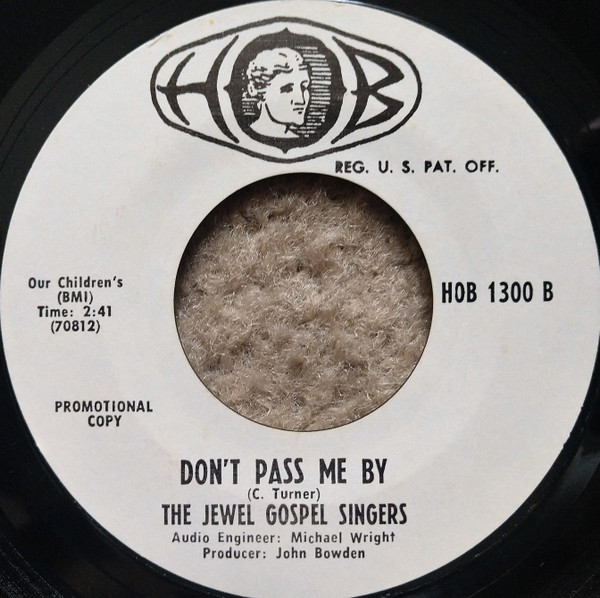 HOB
REG. U. S. PAT. OFF.
Our Children's
(BMI)
Time: 2:41
(70812)
HOB 1300 B
PROMOTIONAL
COPY
DON'T PASS ME BY
(C. Turner)
THE JEWEL GOSPEL SINGERS
Audio Engineer: Michael Wright
Producer: John Bowden